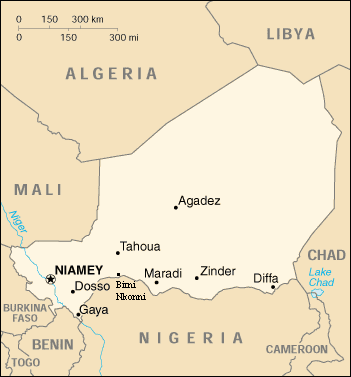 0 150 300 km
0 150 300 mi
LIBYA
ALGERIA
MALI
Niger
Agadez
Tahoua
CHAD
NIAMEY
Birni
Nkonni
Maradi
Zinder
Diffa
Lake
Chad
Dosso
Gaya
BURKINA
FASO
NIGERIA
BENIN
TOGO
CAMEROON